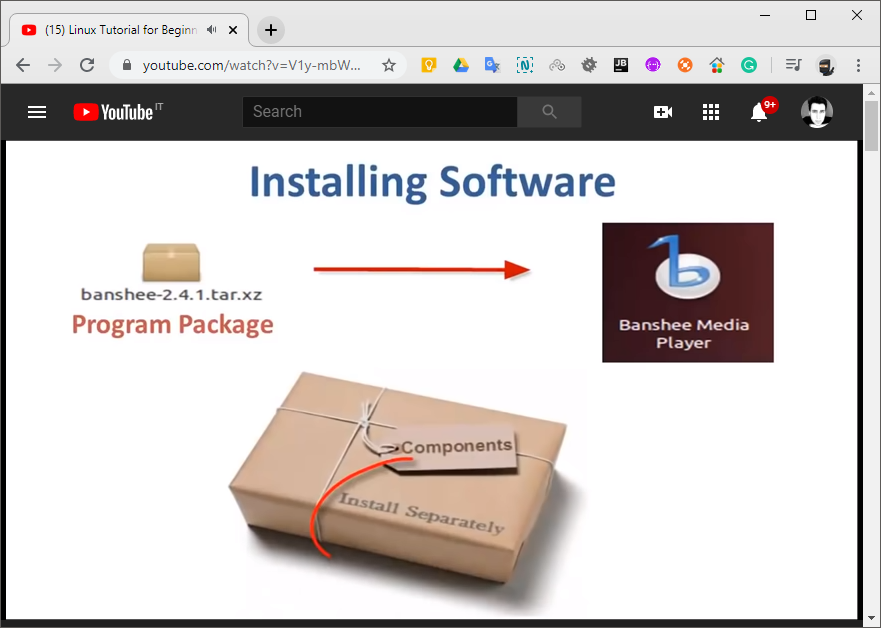 (15) Linux Tutorial for Beginn
youtube.com/watch?v=V1y-mbW...
YouTube IT
Search
9+
Installing Software
banshee-2.4.1.tar.xz
Program Package
Banshee Media
Player
Components
Install Separately
JB
N
G